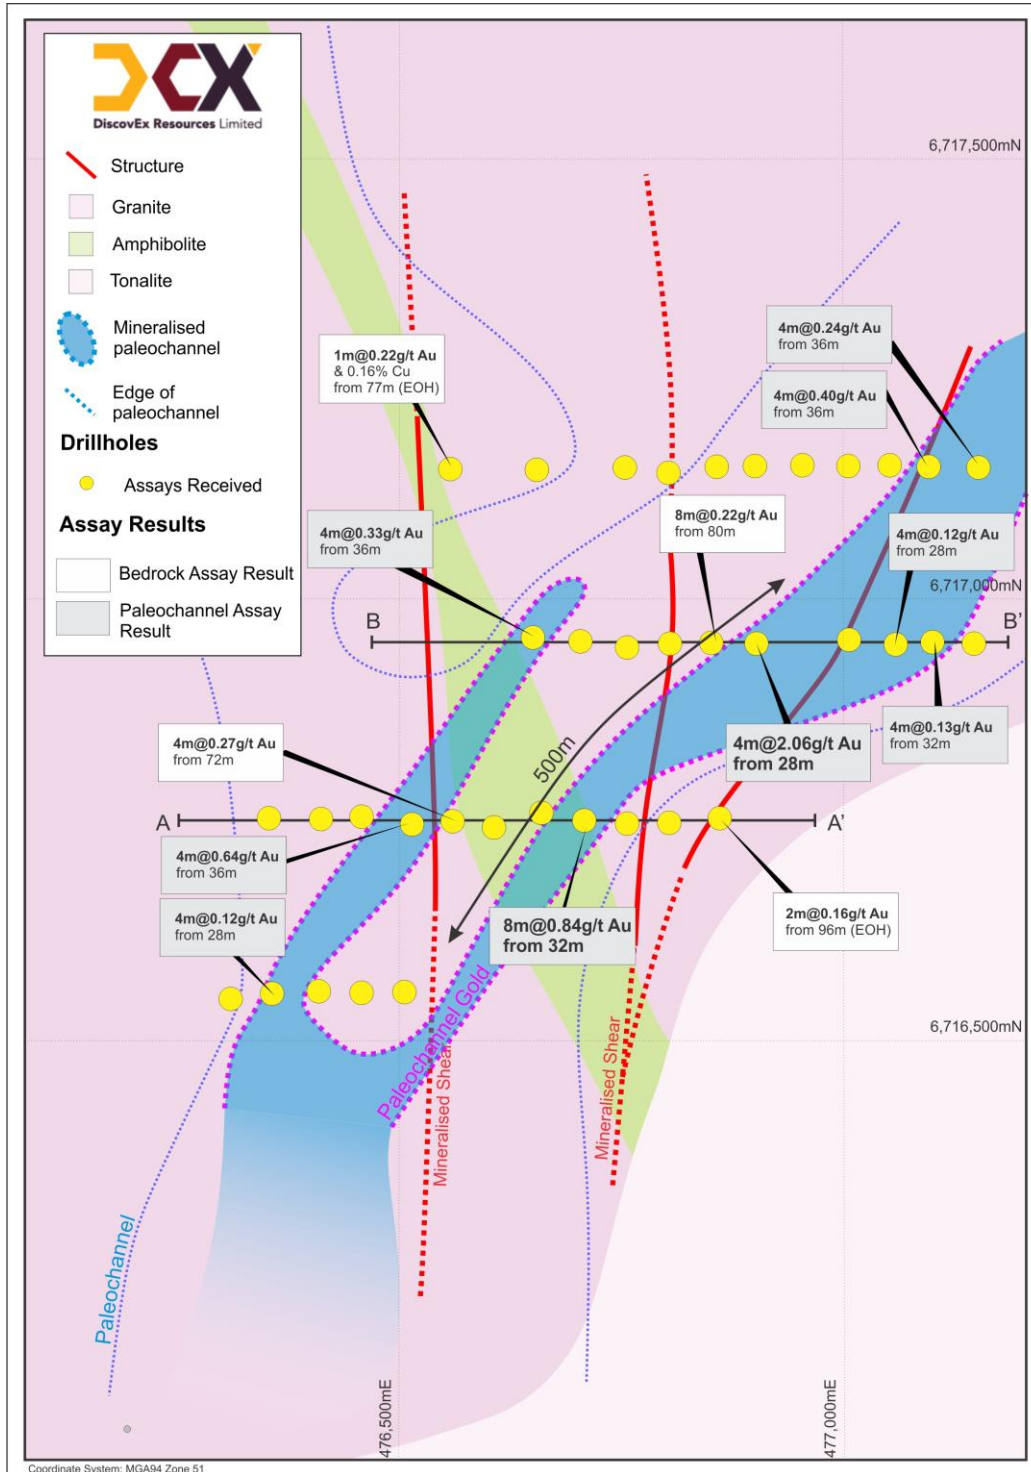 DCX
DiscovEx Resources Limited
Structure
Granite
Amphibolite
Tonalite
Mineralised
paleochannel
Edge of
paleochannel
Drillholes
Assays Received
Assay Results
Bedrock Assay Result
Paleochannel Assay
Result
6,717,500mN
1m@0.22g/t Au
& 0.16% Cu
from 77m (EOH)
4m@0.24g/t Au
from 36m
4m@0.40g/t Au
from 36m
4m@0.33g/t Au
from 36m
8m@0.22g/t Au
from 80m
4m@0.12g/t Au
from 28m
6,717,000mN
B
B'
4m@0.27g/t Au
from 72m
500m
4m@2.06g/t Au
from 28m
4m@0.13g/t Au
from 32m
A
A'
4m@0.64g/t Au
from 36m
4m@0.12g/t Au
from 28m
8m@0.84g/t Au
from 32m
2m@0.16g/t Au
from 96m (EOH)
6,716,500mN
Paleochannel Gold
Mineralised Shear
Mineralised Shear
Paleochannel
476,500mE
477,000mE
Coordinate System: MGA94 Zone 51